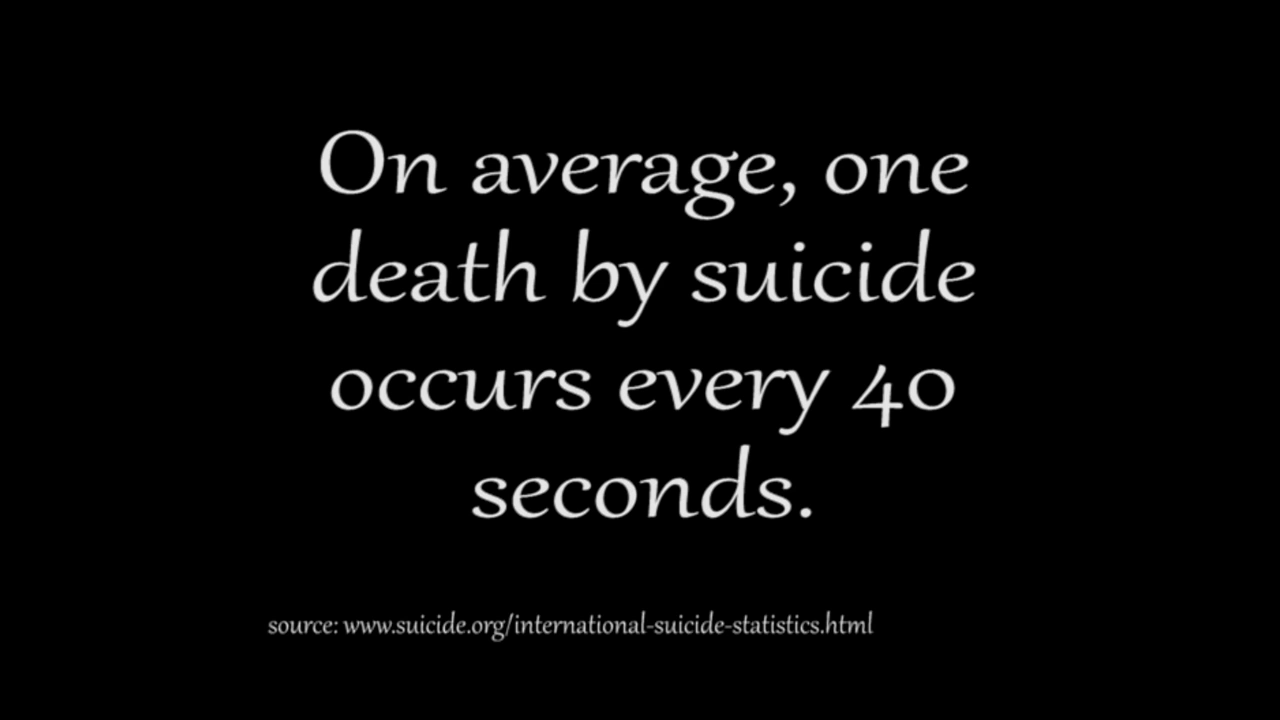 On average, one
death by suicide
occurs every 40
seconds.
source: www.suicide.org/international-suicide-statistics.html